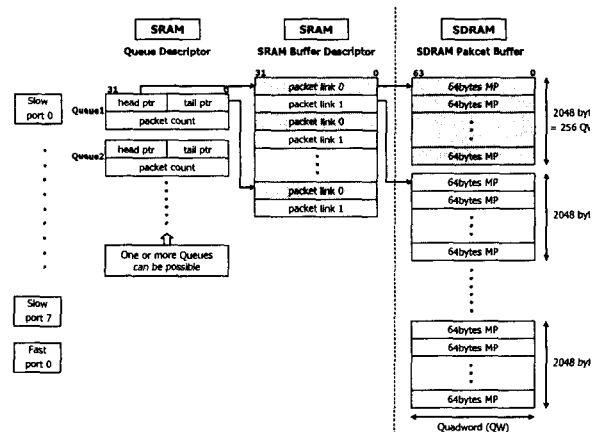 SRAM
Queue Descriptor
SRAM
SRAM Buffer Descriptor
SDRAM
SDRAM Pakcet Buffer
Slow
port 0
Slow
port 7
Fast
port 0
31
Queue1
head ptr
tail ptr
packet count
Queue2
head ptr
tail ptr
packet count
One or more Queues
can be possible
31
0
packet link 0
packet link 1
packet link 0
packet link 1
packet link 0
packet link 1
63
0
64bytes MP
64bytes MP
64bytes MP
2048 byt
= 256 QW
64bytes MP
64bytes MP
64bytes MP
2048 byt
64bytes MP
64bytes MP
64bytes MP
2048 byt
Quadword (QW)